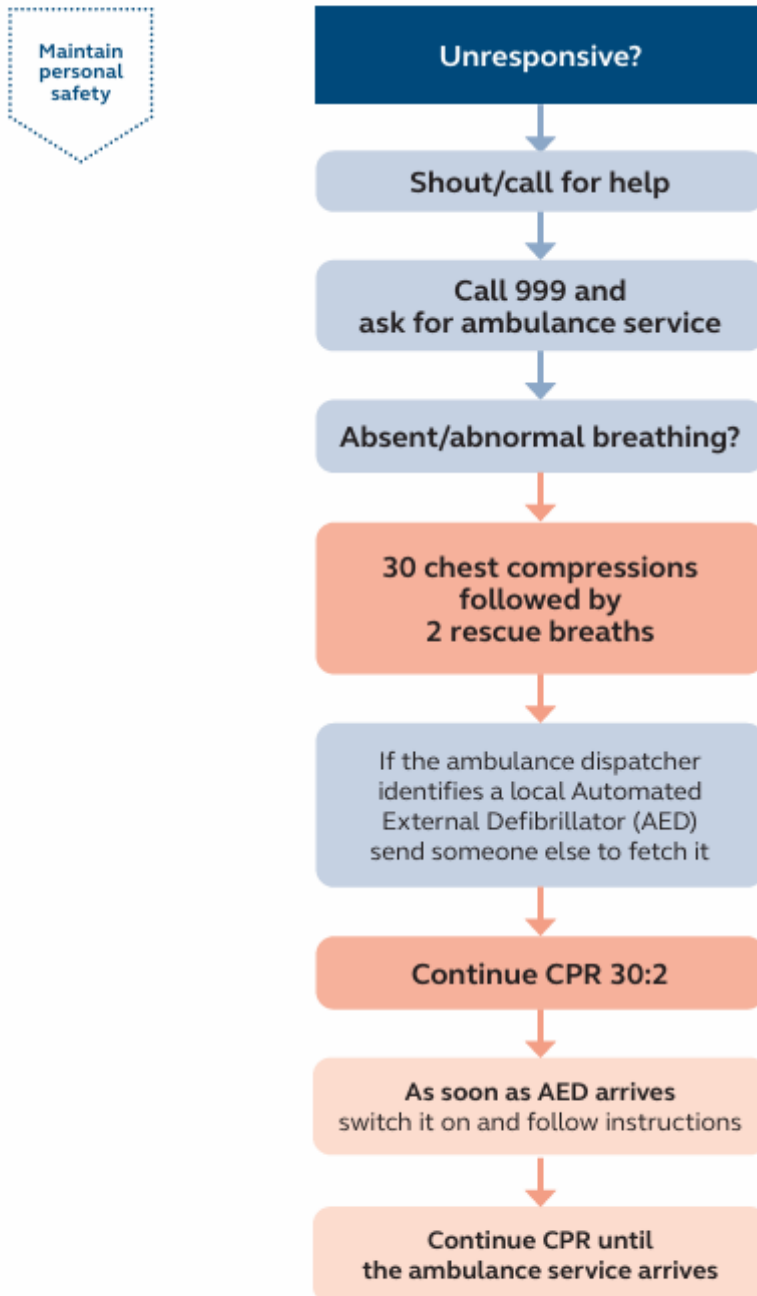 Maintain
personal
safety
Unresponsive?
Shout/call for help
Call 999 and
ask for ambulance service
Absent/abnormal breathing?
30 chest compressions
followed by
2 rescue breaths
If the ambulance dispatcher
identifies a local Automated
External Defibrillator (AED)
send someone else to fetch it
Continue CPR 30:2
As soon as AED arrives
switch it on and follow instructions
Continue CPR until
the ambulance service arrives